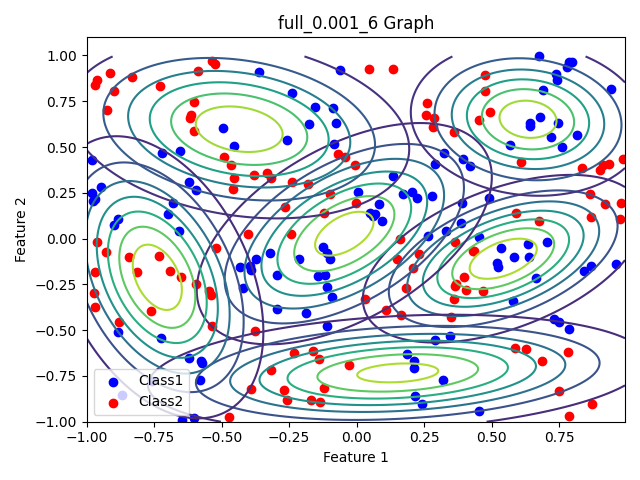 full_0.001_6 Graph
1.00
0.75
0.50
0.25
0.00
−0.25
−0.50
−0.75
−1.00
Feature 2
Class1
Class2
−1.00 −0.75 −0.50 −0.25 0.00 0.25 0.50 0.75
Feature 1